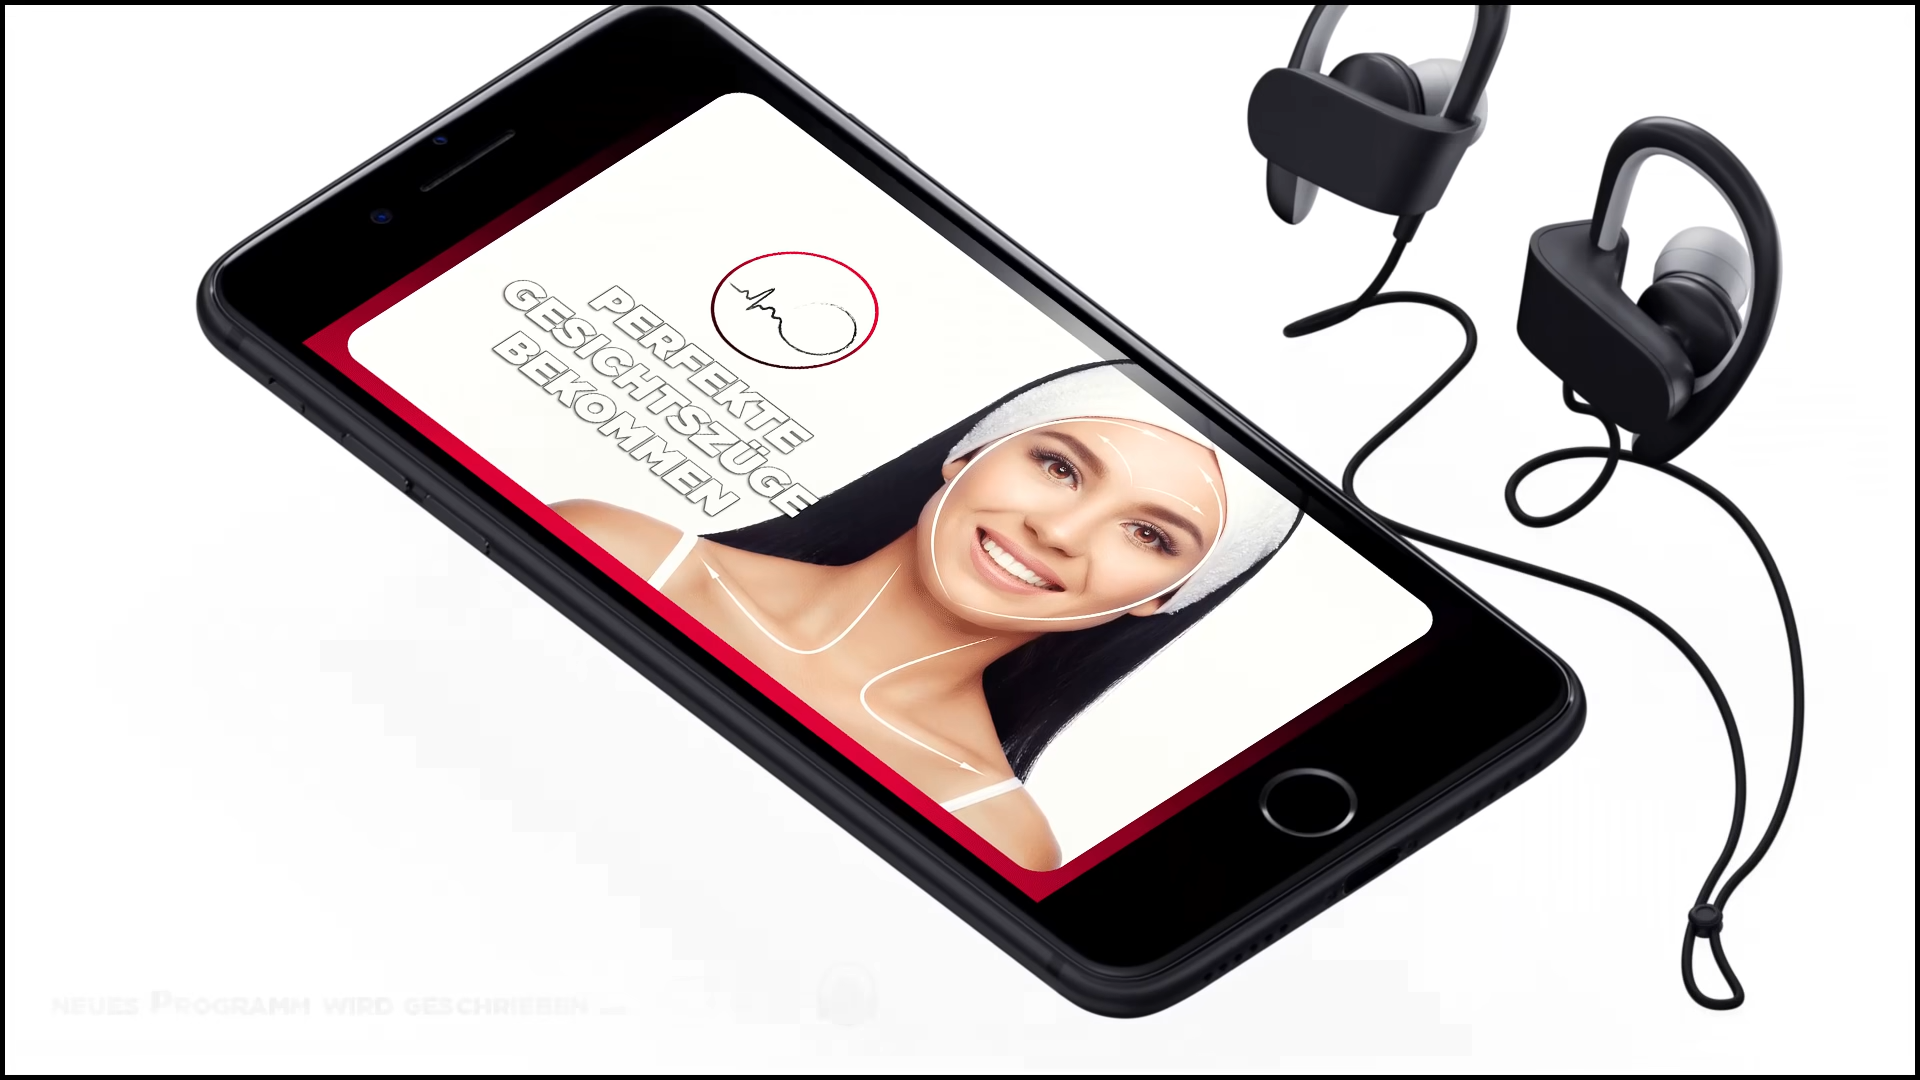 PERFEKTE
GESICHTSZÜGE
BEKOMMEN
NEUES PROGRAMM WIRD GESCHRIEBEN ...